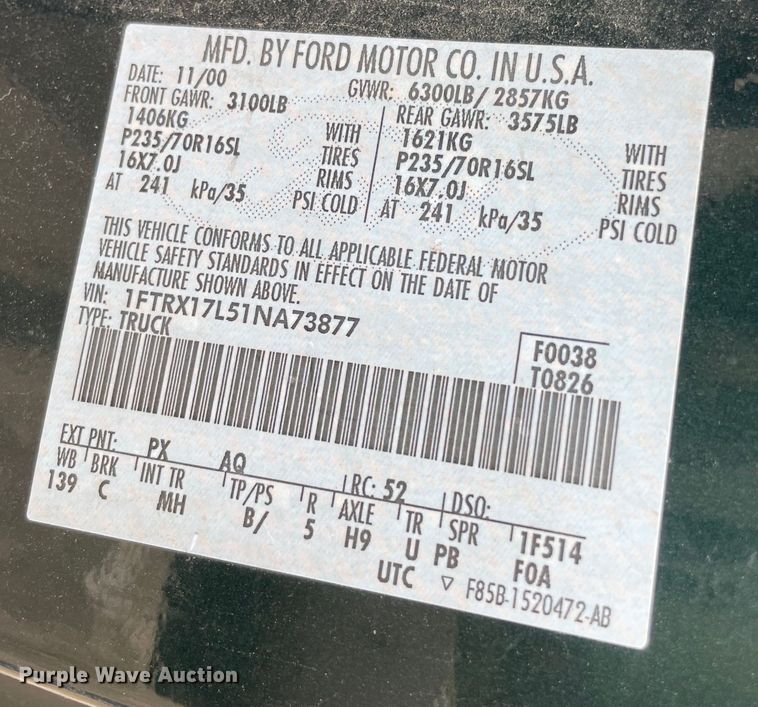 MFD. BY FORD MOTOR CO. IN U.S.A.
DATE: 11/00 GVWR: 6300LB/ 2857KG
FRONT GAWR: 3100LB REAR GAWR: 3575LB
1406KG WITH 1621KG WITH
P235/70R16SL TIRES P235/70R16SL TIRES
16X7.0J RIMS 16X7.0J RIMS
AT 241 kPa/35 PSI COLD AT 241 kPa/35 PSI COLD
THIS VEHICLE CONFORMS TO ALL APPLICABLE FEDERAL MOTOR
VEHICLE SAFETY STANDARDS IN EFFECT ON THE DATE OF
MANUFACTURE SHOWN ABOVE.
VIN: 1FTRX17L51NA73877
TYPE: TRUCK
F0038
T0826
EXT PNT: PX AQ RC: 52 DSO:
WB BRK INT TR TP/PS R AXLE TR SPR 1F514
139 C MH B/ 5 H9 U PB F0A
UTC ▽ F85B-1520472-AB
Purple Wave Auction